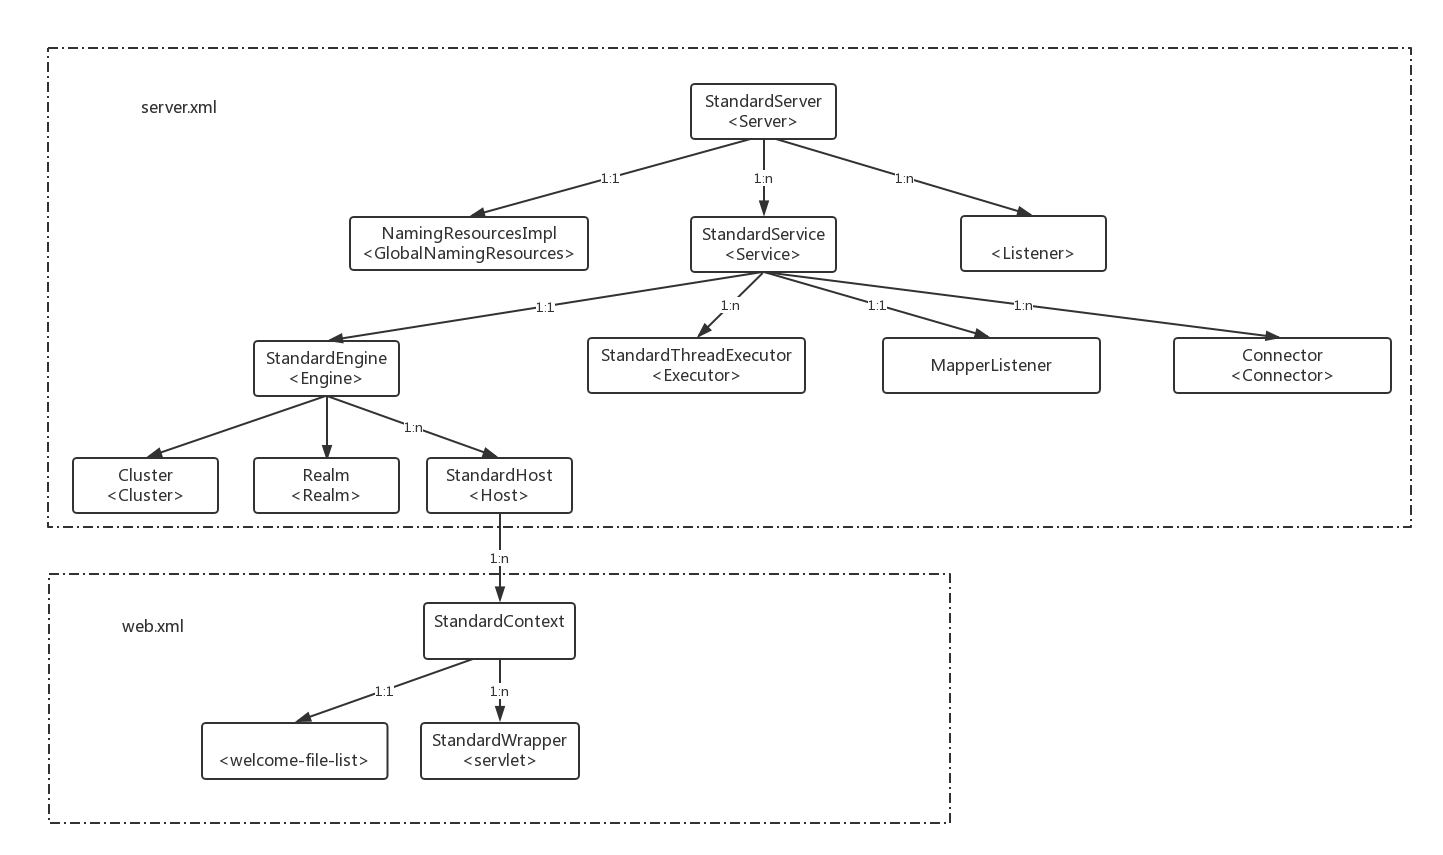 server.xml
StandardServer
<Server>
1:1
1:n
1:n
NamingResourcesImpl
<GlobalNamingResources>
StandardService
<Service>
<Listener>
1:1
1:n
1:1
1:n
StandardEngine
<Engine>
StandardThreadExecutor
<Executor>
MapperListener
Connector
<Connector>
1:n
Cluster
<Cluster>
Realm
<Realm>
StandardHost
<Host>
1:n
web.xml
StandardContext
1:1
1:n
<welcome-file-list>
StandardWrapper
<servlet>